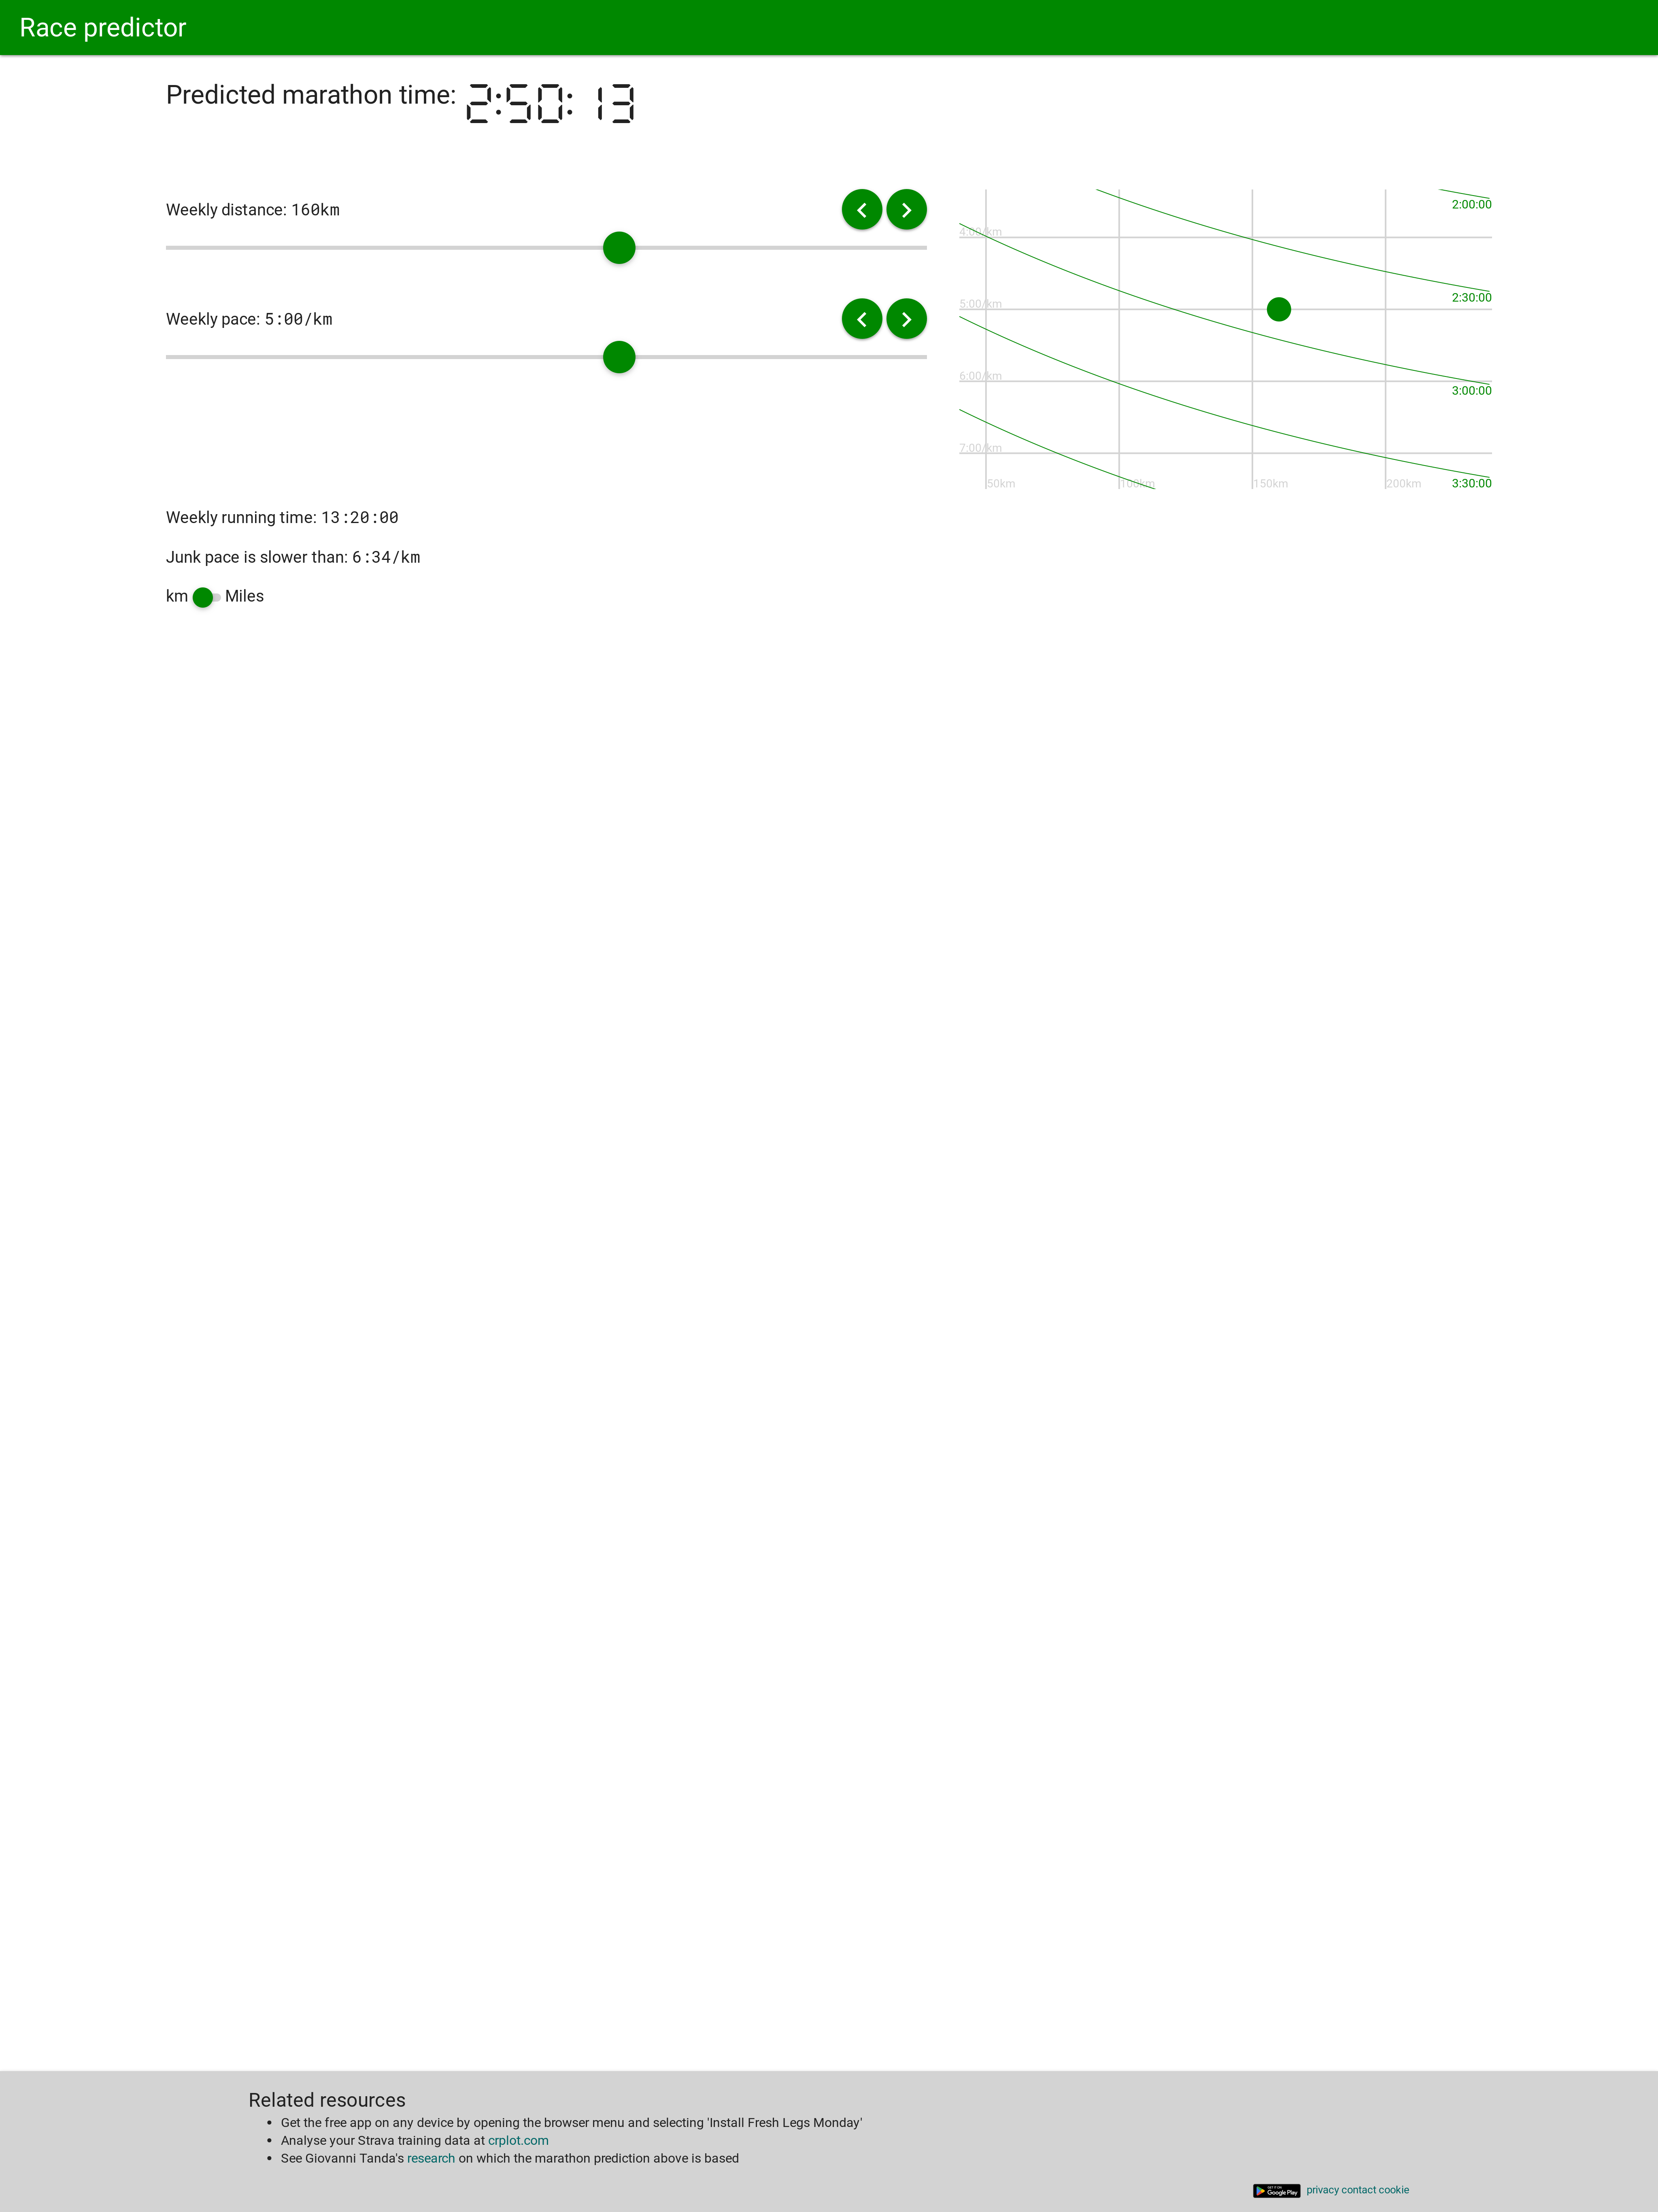 Race predictor
Predicted marathon time: 2:50:13
Weekly distance: 160km
Weekly pace: 5:00/km
2:00:00
4:00/km
2:30:00
5:00/km
6:00/km
3:00:00
7:00/km
50km 100km 150km 200km 3:30:00
Weekly running time: 13:20:00
Junk pace is slower than: 6:34/km
km Miles
Related resources
• Get the free app on any device by opening the browser menu and selecting 'Install Fresh Legs Monday'
• Analyse your Strava training data at crplot.com
• See Giovanni Tanda's research on which the marathon prediction above is based
GET IT ON
Google Play privacy contact cookie